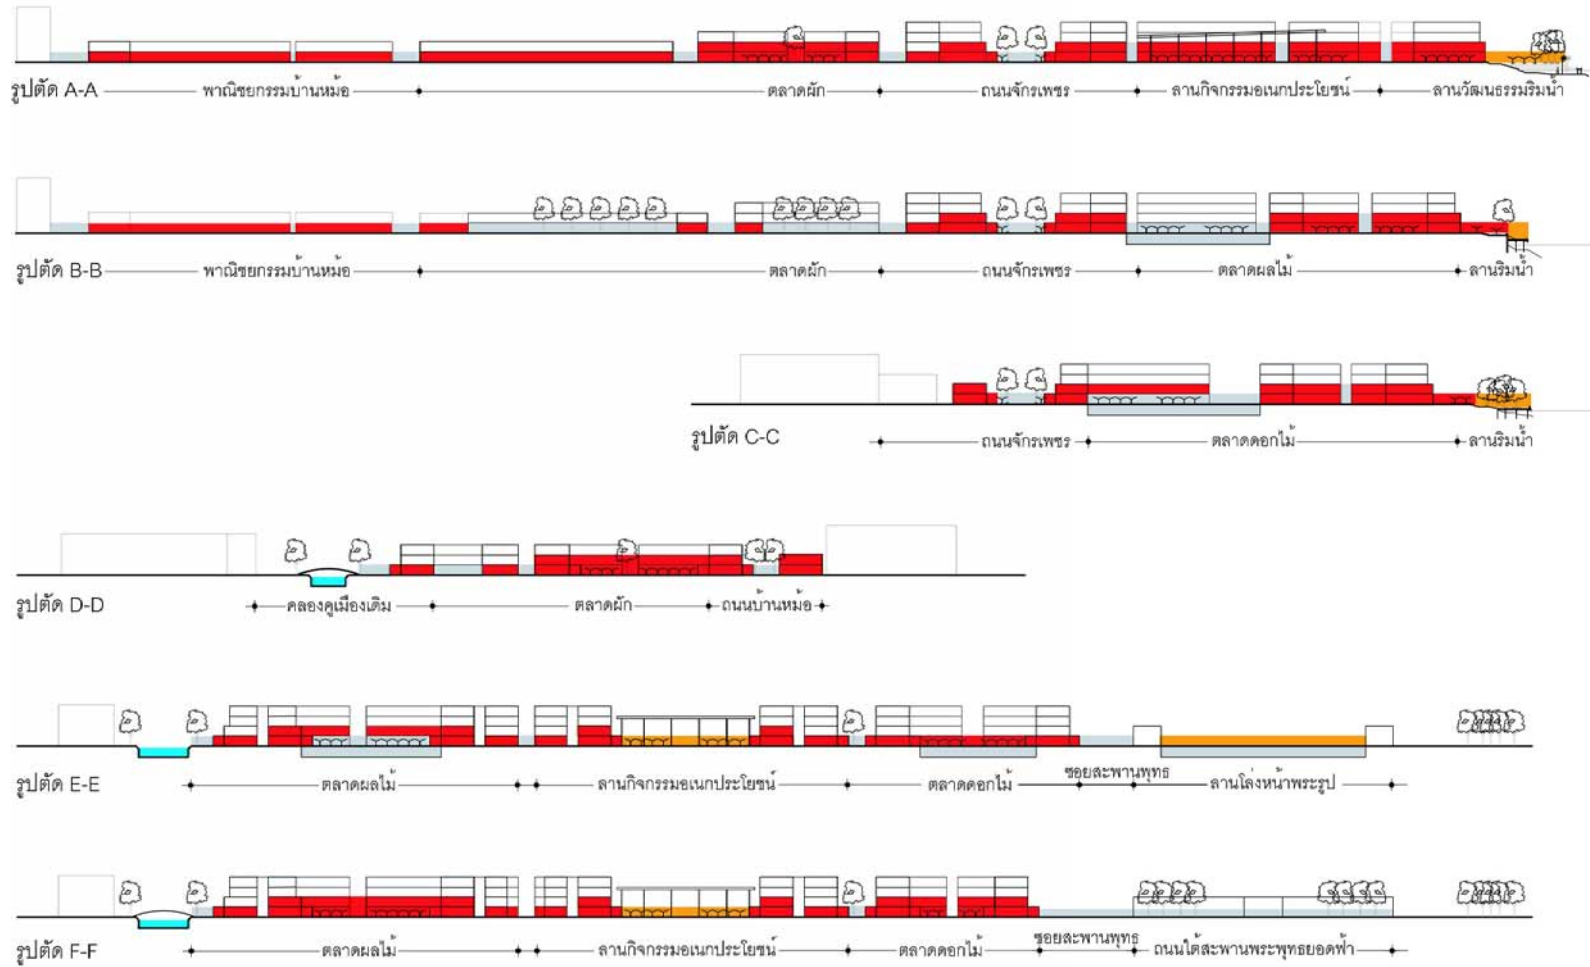 รูปตัด A-A พาณิชยกรรมบ้านหม้อ ตลาดผัก ถนนจักรเพชร ลานกิจกรรมอเนกประโยชน์ ลานวัฒนธรรมริมน้ำ
รูปตัด B-B พาณิชยกรรมบ้านหม้อ ตลาดผัก ถนนจักรเพชร ตลาดผลไม้ ลานริมน้ำ
รูปตัด C-C ถนนจักรเพชร ตลาดดอกไม้ ลานริมน้ำ
รูปตัด D-D คลองคูเมืองเดิม ตลาดผัก ถนนบ้านหม้อ
รูปตัด E-E ตลาดผลไม้ ลานกิจกรรมอเนกประโยชน์ ตลาดดอกไม้ ซอยสะพานพุทธ ลานโล่งหน้าพระรูป
รูปตัด F-F ตลาดผลไม้ ลานกิจกรรมอเนกประโยชน์ ตลาดดอกไม้ ซอยสะพานพุทธ ถนนใต้สะพานพระพุทธยอดฟ้า